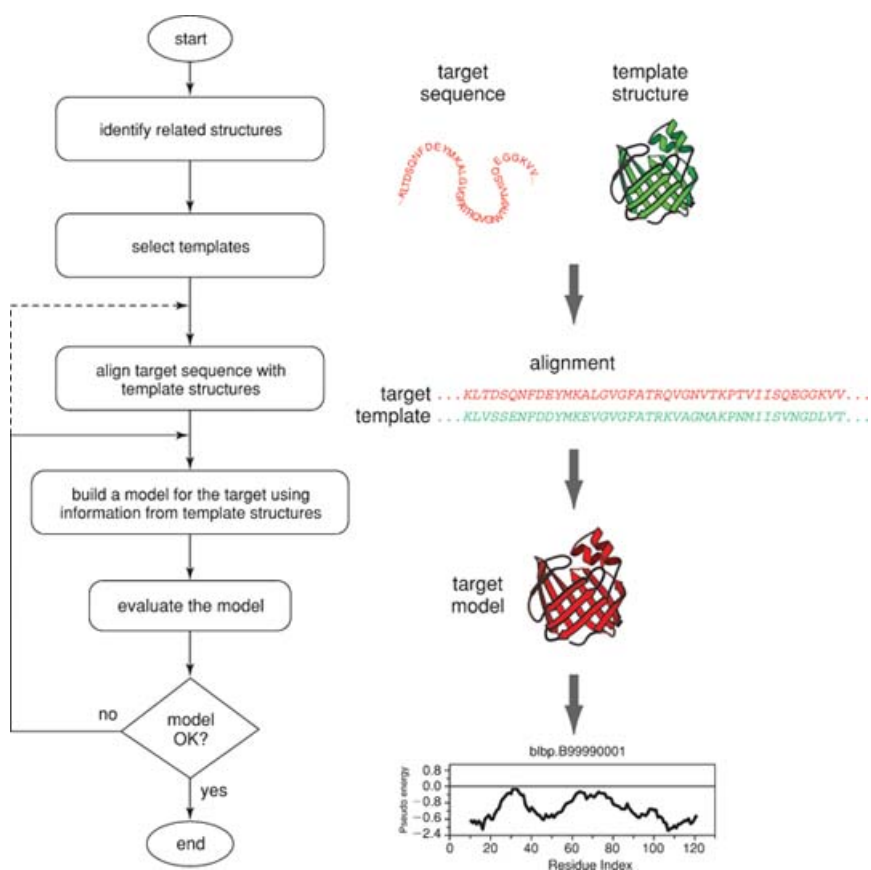 start
identify related structures
select templates
align target sequence with
template structures
build a model for the target using
information from template structures
evaluate the model
model
OK?
no
yes
end
target
sequence
template
structure
...KLTDSQNFDEYMKALGVGFATRQVGNVTKPTVIISQEGGKVV...
alignment
target ...KLTDSQNFDEYMKALGVGFATRQVGNVTKPTVIISQEGGKVV...
template ...KLVSSENFDDYMKEVGVGFATRKVAGMAKPNMIISVNGDLVT...
target
model
blbp.B99990001
Pseudo energy
0.8
0.0
−0.8
−0.6
−2.4
0 20 40 60 80 100 120
Residue Index